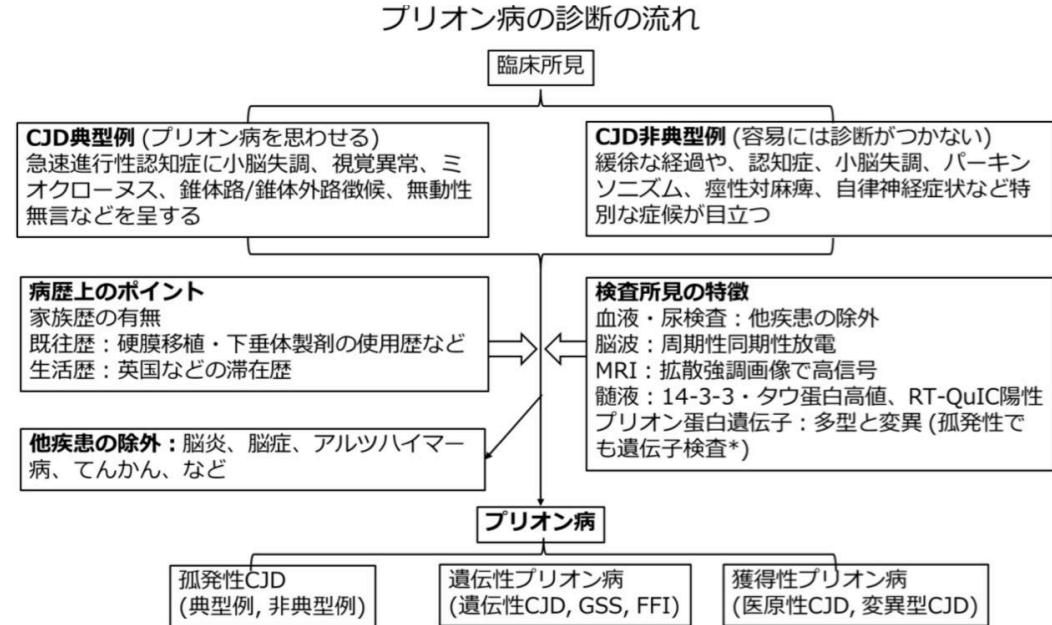 プリオン病の診断の流れ
臨床所見
CJD典型例 (プリオン病を思わせる)
急速進行性認知症に小脳失調、視覚異常、ミ
オクローヌス、錐体路/錐体外路徴候、無動性
無言などを呈する
CJD非典型例 (容易には診断がつかない)
緩徐な経過や、認知症、小脳失調、パーキン
ソニズム、痙性対麻痺、自律神経症状など特
別な症候が目立つ
病歴上のポイント
家族歴の有無
既往歴：硬膜移植・下垂体製剤の使用歴など
生活歴：英国などの滞在歴
検査所見の特徴
血液・尿検査：他疾患の除外
脳波：周期性同期性放電
MRI：拡散強調画像で高信号
髄液：14-3-3・タウ蛋白高値、RT-QuIC陽性
プリオン蛋白遺伝子：多型と変異 (孤発性で
も遺伝子検査*)
他疾患の除外：脳炎、脳症、アルツハイマー
病、てんかん、など
プリオン病
孤発性CJD
(典型例, 非典型例)
遺伝性プリオン病
(遺伝性CJD, GSS, FFI)
獲得性プリオン病
(医原性CJD, 変異型CJD)